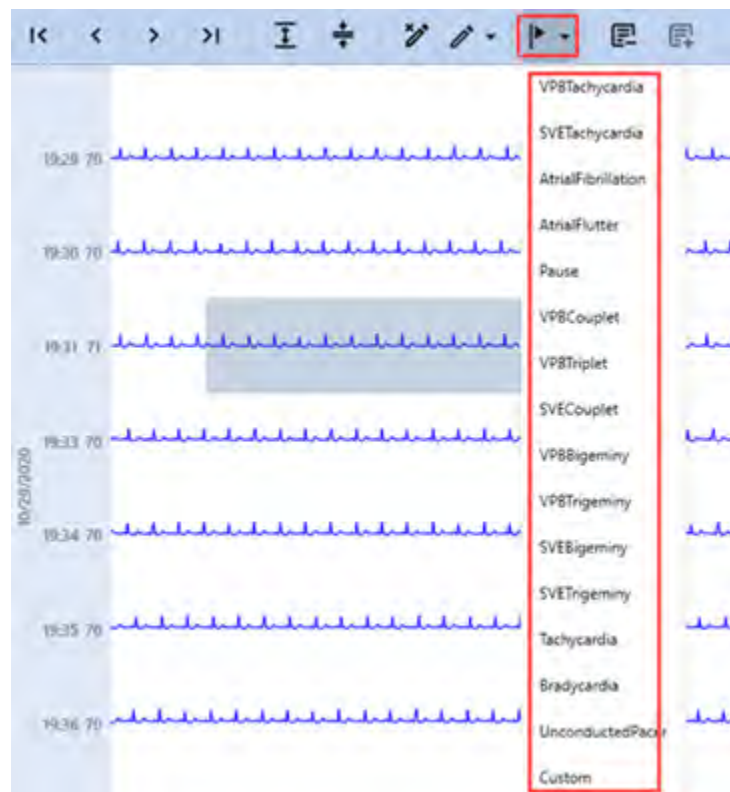 VPBTachycardia
SVETachycardia
19:29 70
AtrialFibrillation
AtrialFlutter
19:30 70
Pause
VPBCouplet
19:31 71
VPBTriplet
SVECouplet
19:33 70
VPBBigeminy
10/29/2020
VPBTrigeminy
19:34 70
SVEBigeminy
SVETrigeminy
19:35 70
Tachycardia
Bradycardia
19:36 70
UnconductedPacer
Custom